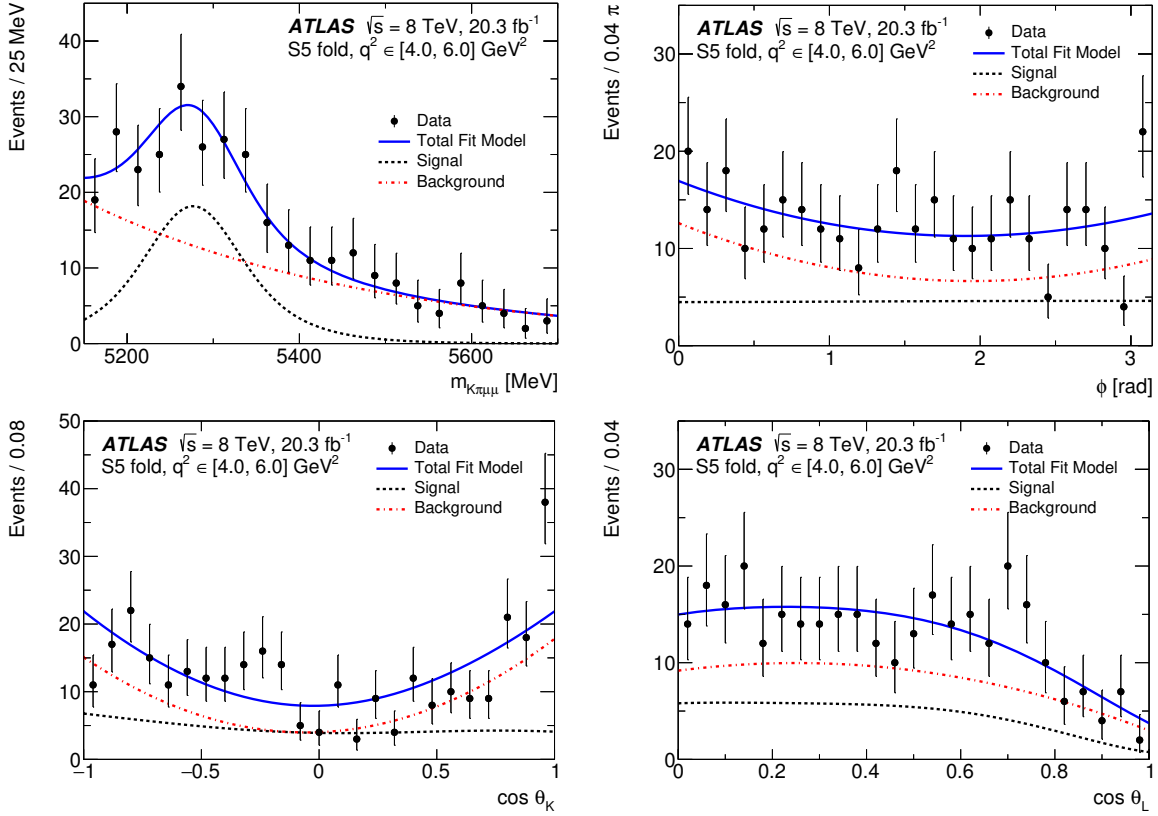 Events / 25 MeV
ATLAS √s = 8 TeV, 20.3 fb⁻¹
S5 fold, q² ∈ [4.0, 6.0] GeV²
Data
Total Fit Model
Signal
Background
40
30
20
10
0
5200 5400 5600
m_Kπμμ [MeV]
Events / 0.04 π
ATLAS √s = 8 TeV, 20.3 fb⁻¹
S5 fold, q² ∈ [4.0, 6.0] GeV²
Data
Total Fit Model
Signal
Background
30
20
10
0
0 1 2 3
ϕ [rad]
Events / 0.08
ATLAS √s = 8 TeV, 20.3 fb⁻¹
S5 fold, q² ∈ [4.0, 6.0] GeV²
Data
Total Fit Model
Signal
Background
50
40
30
20
10
0
−1 −0.5 0 0.5 1
cos θ_K
Events / 0.04
ATLAS √s = 8 TeV, 20.3 fb⁻¹
S5 fold, q² ∈ [4.0, 6.0] GeV²
Data
Total Fit Model
Signal
Background
30
20
10
0
0 0.2 0.4 0.6 0.8 1
cos θ_L